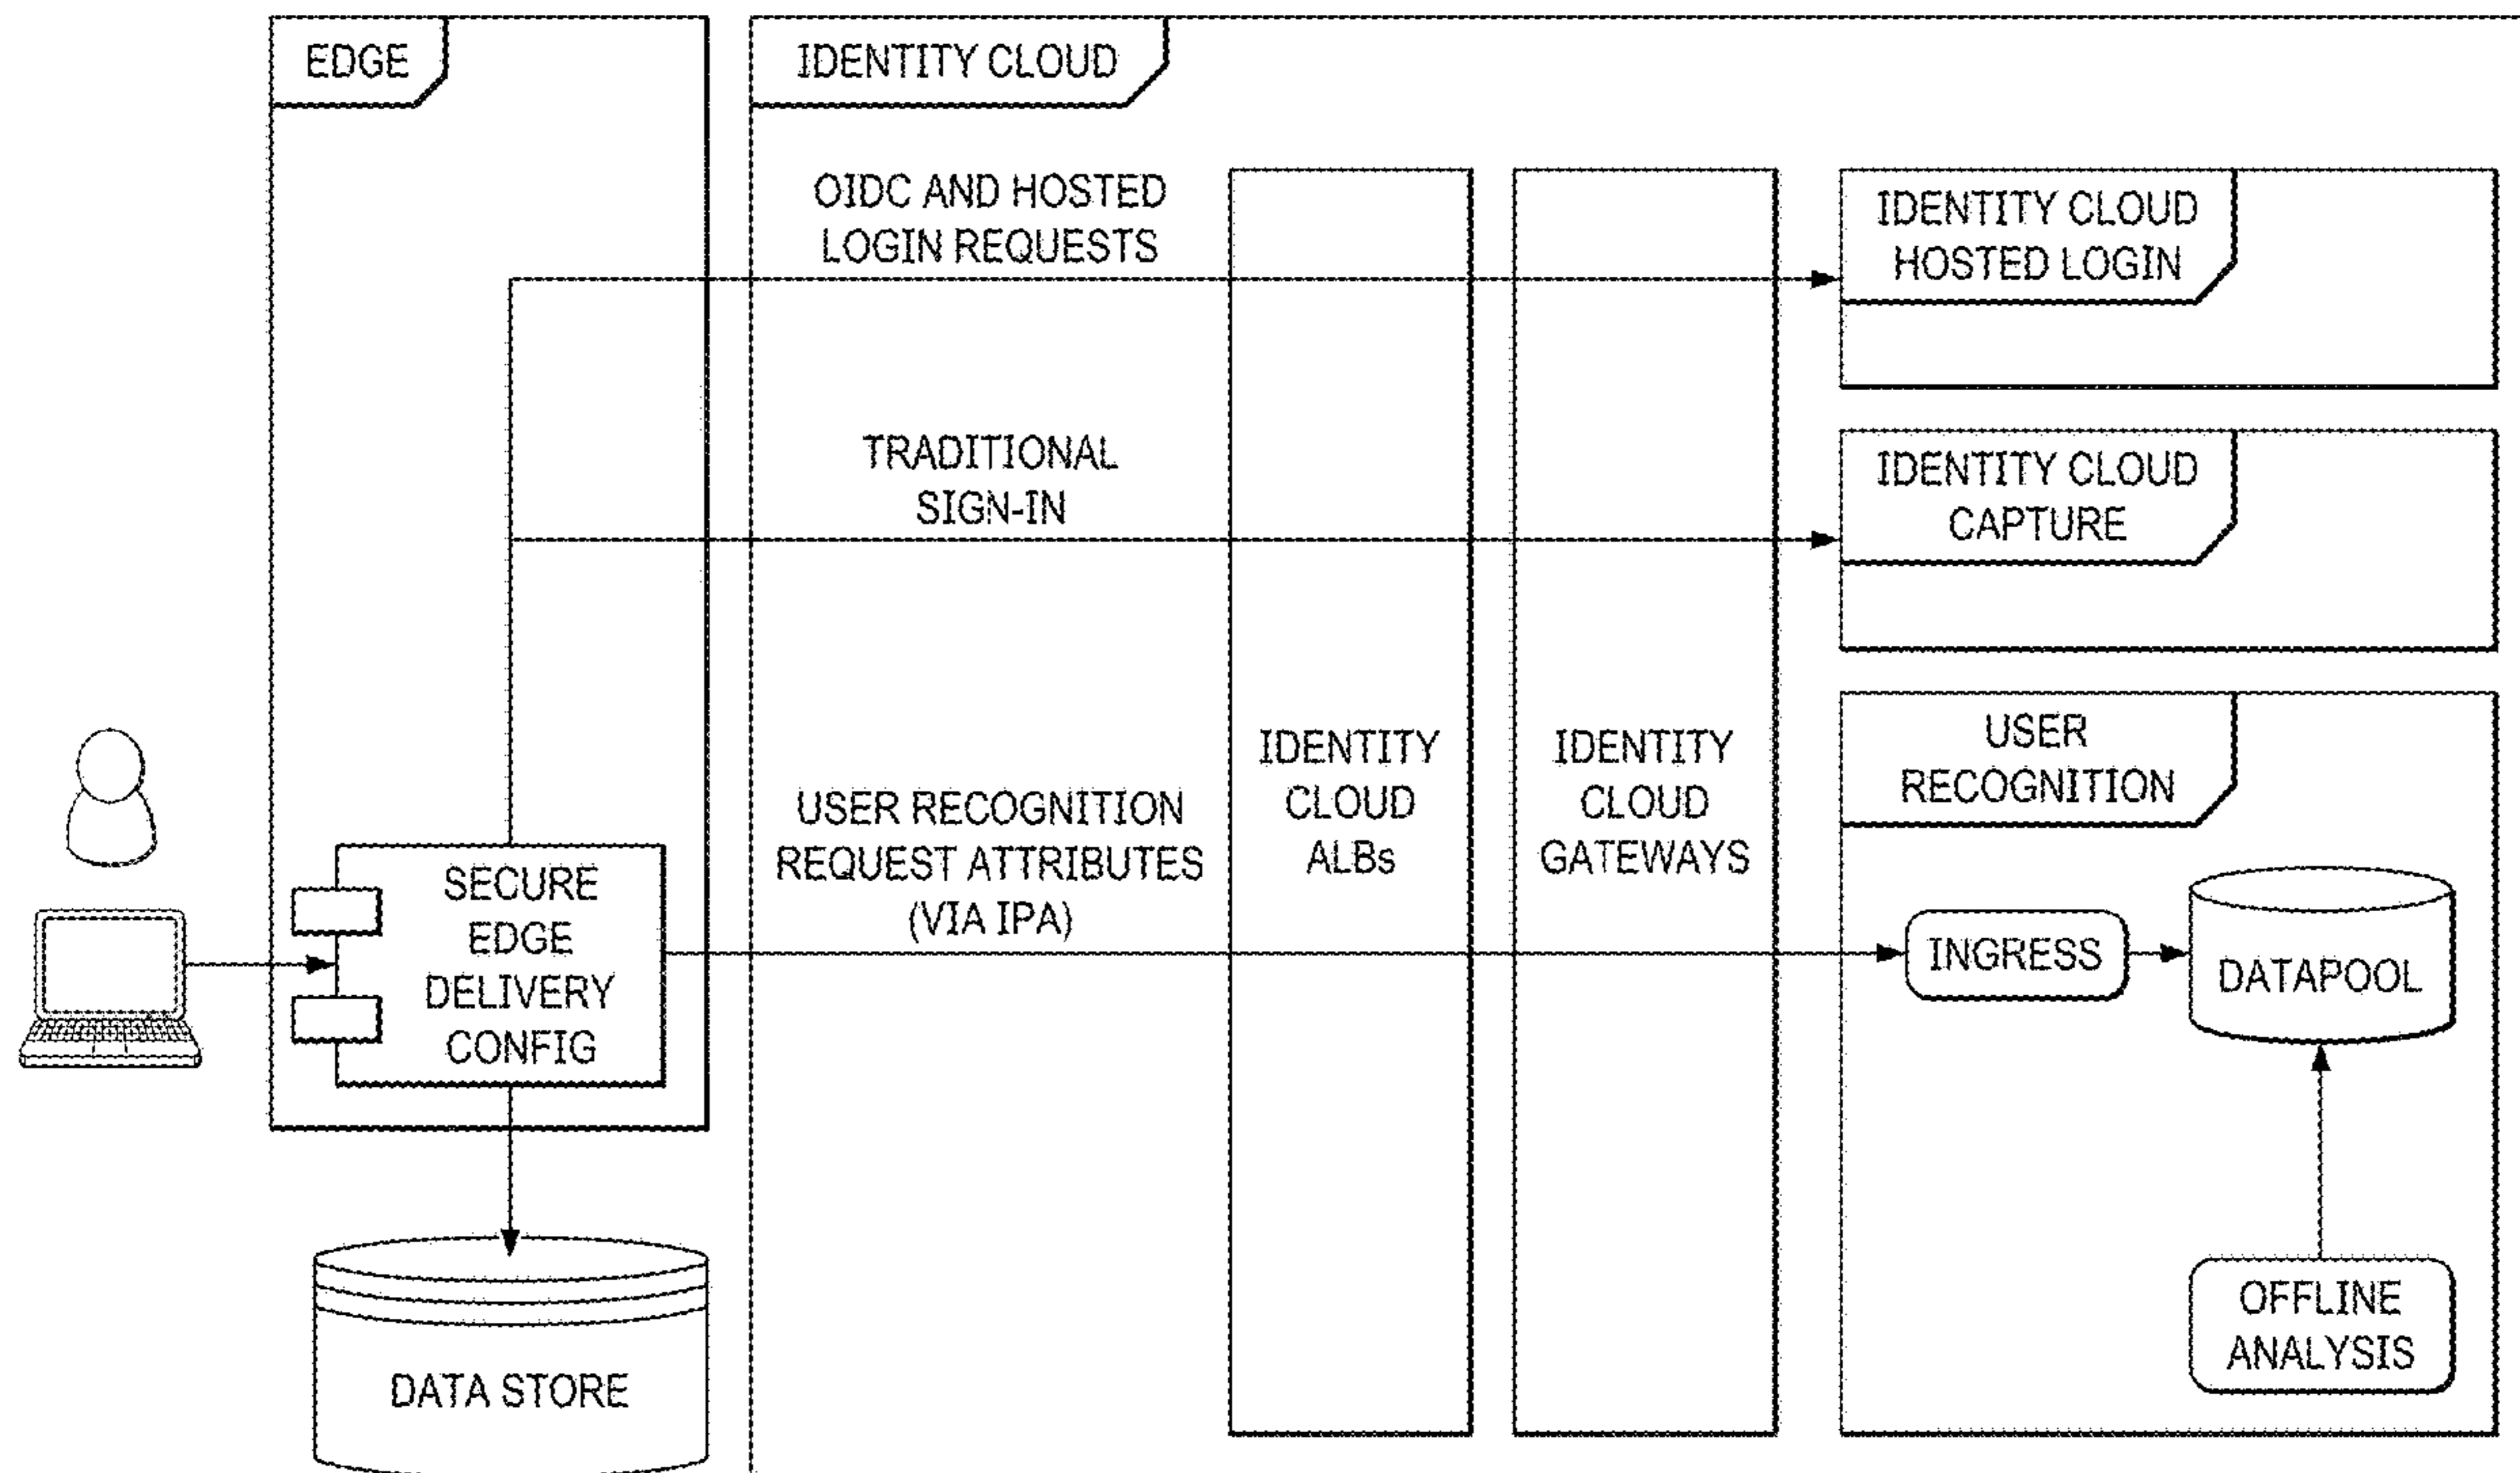 EDGE
IDENTITY CLOUD
OIDC AND HOSTED
LOGIN REQUESTS
IDENTITY CLOUD
HOSTED LOGIN
TRADITIONAL
SIGN-IN
IDENTITY CLOUD
CAPTURE
USER RECOGNITION
REQUEST ATTRIBUTES
(VIA IPA)
IDENTITY
CLOUD
ALBs
IDENTITY
CLOUD
GATEWAYS
USER
RECOGNITION
SECURE
EDGE
DELIVERY
CONFIG
INGRESS
DATAPOOL
OFFLINE
ANALYSIS
DATA STORE